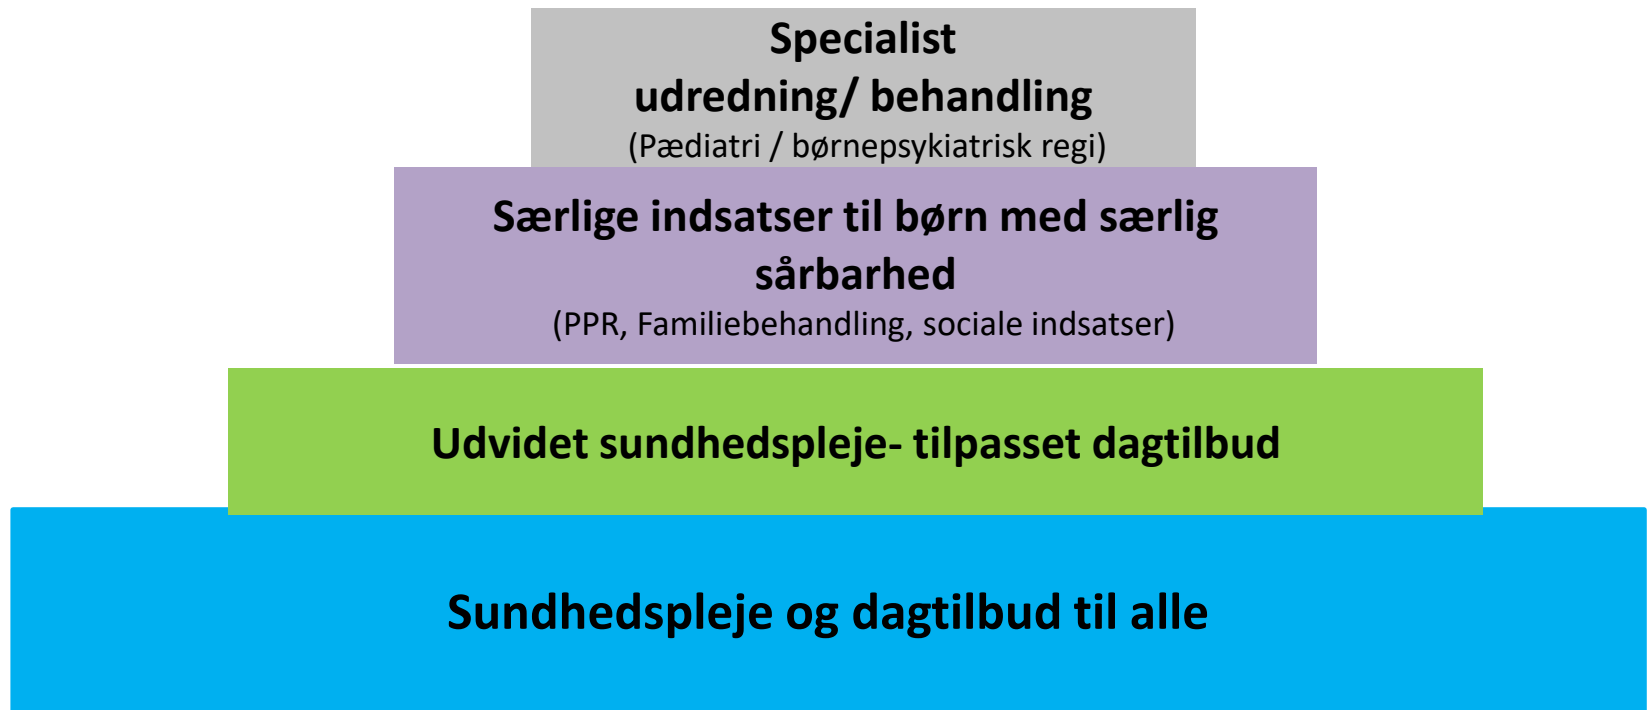 Specialist
udredning/ behandling
(Pædiatri / børnepsykiatrisk regi)
Særlige indsatser til børn med særlig
sårbarhed
(PPR, Familiebehandling, sociale indsatser)
Udvidet sundhedspleje- tilpasset dagtilbud
Sundhedspleje og dagtilbud til alle